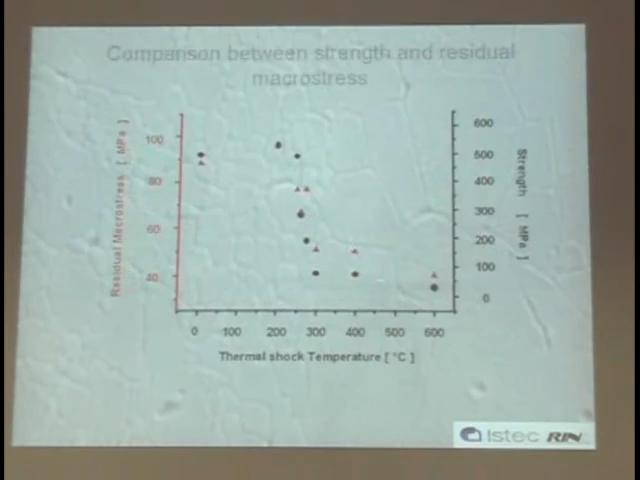 Comparison between strength and residual
macrostress
Residual Macrostress [ MPa ]
100
80
60
40
600
500
400
300
200
100
0
Strength [ MPa ]
0 100 200 300 400 500 600
Thermal shock Temperature [ °C ]
Istec RIN